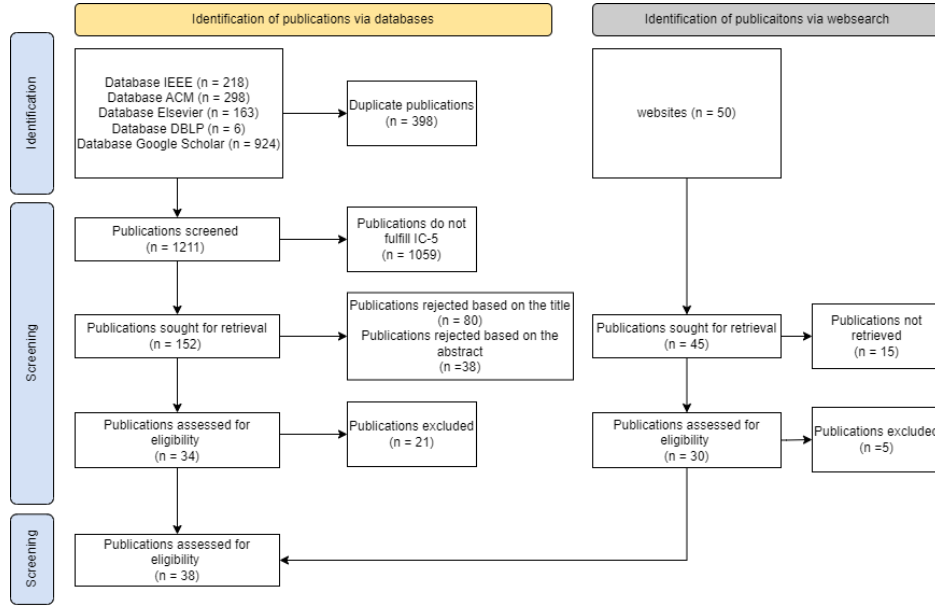 Identification of publications via databases
Identification of publicaitons via websearch
Identification
Database IEEE (n = 218)
Database ACM (n = 298)
Database Elsevier (n = 163)
Database DBLP (n = 6)
Database Google Scholar (n = 924)
Duplicate publications
(n = 398)
websites (n = 50)
Screening
Publications screened
(n = 1211)
Publications do not
fulfill IC-5
(n = 1059)
Publications sought for retrieval
(n = 152)
Publications rejected based on the title
(n = 80)
Publications rejected based on the
abstract
(n =38)
Publications sought for retrieval
(n = 45)
Publications not
retrieved
(n = 15)
Publications assessed for
eligibility
(n = 34)
Publications excluded
(n = 21)
Publications assessed for
eligibility
(n = 30)
Publications excluded
(n =5)
Screening
Publications assessed for
eligibility
(n = 38)